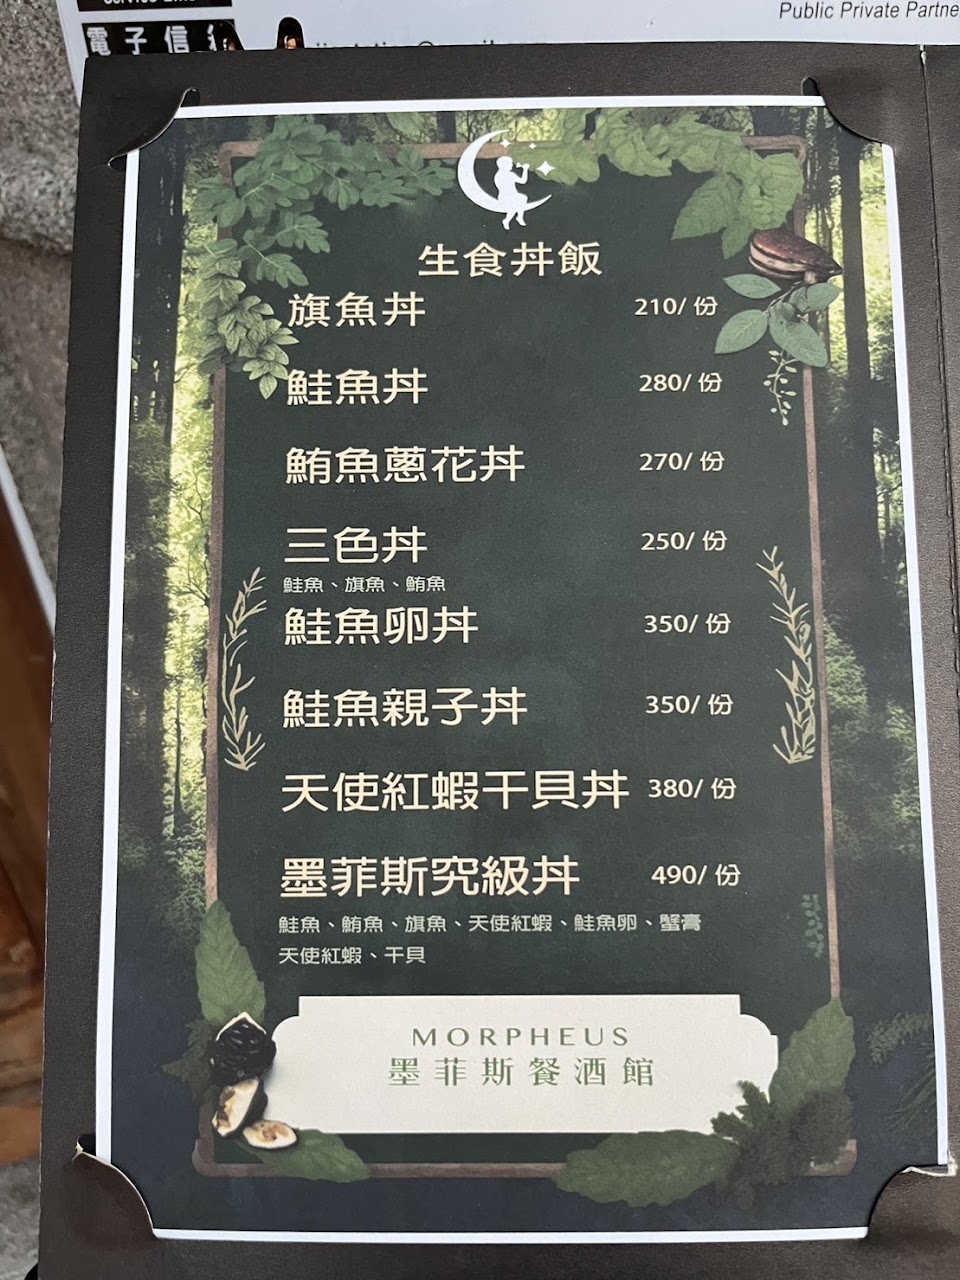 Public Private Partne
電子信
生食丼飯
旗魚丼 210/ 份
鮭魚丼 280/ 份
鮪魚蔥花丼 270/ 份
三色丼 250/ 份
鮭魚、旗魚、鮪魚
鮭魚卵丼 350/ 份
鮭魚親子丼 350/ 份
天使紅蝦干貝丼 380/ 份
墨菲斯究級丼 490/ 份
鮭魚、鮪魚、旗魚、天使紅蝦、鮭魚卵、蟹膏
天使紅蝦、干貝
MORPHEUS
墨菲斯餐酒館